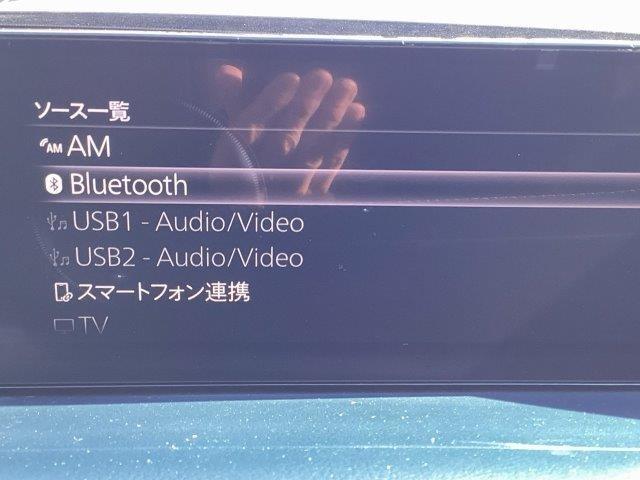 ソース一覧
AM AM
Bluetooth
USB1 - Audio/Video
USB2 - Audio/Video
スマートフォン連携
TV